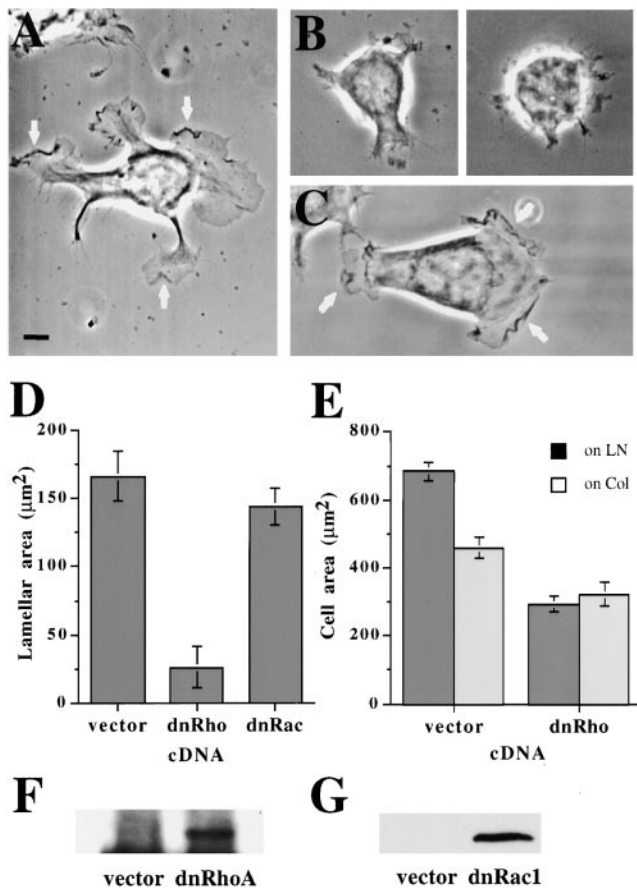 A
B
C
D
200
150
100
50
25
0
Lamellar area (µm²)
vector dnRho dnRac
cDNA
E
800
600
400
200
0
Cell area (µm²)
on LN
on Col
vector dnRho
cDNA
F
vector dnRhoA
G
vector dnRac1